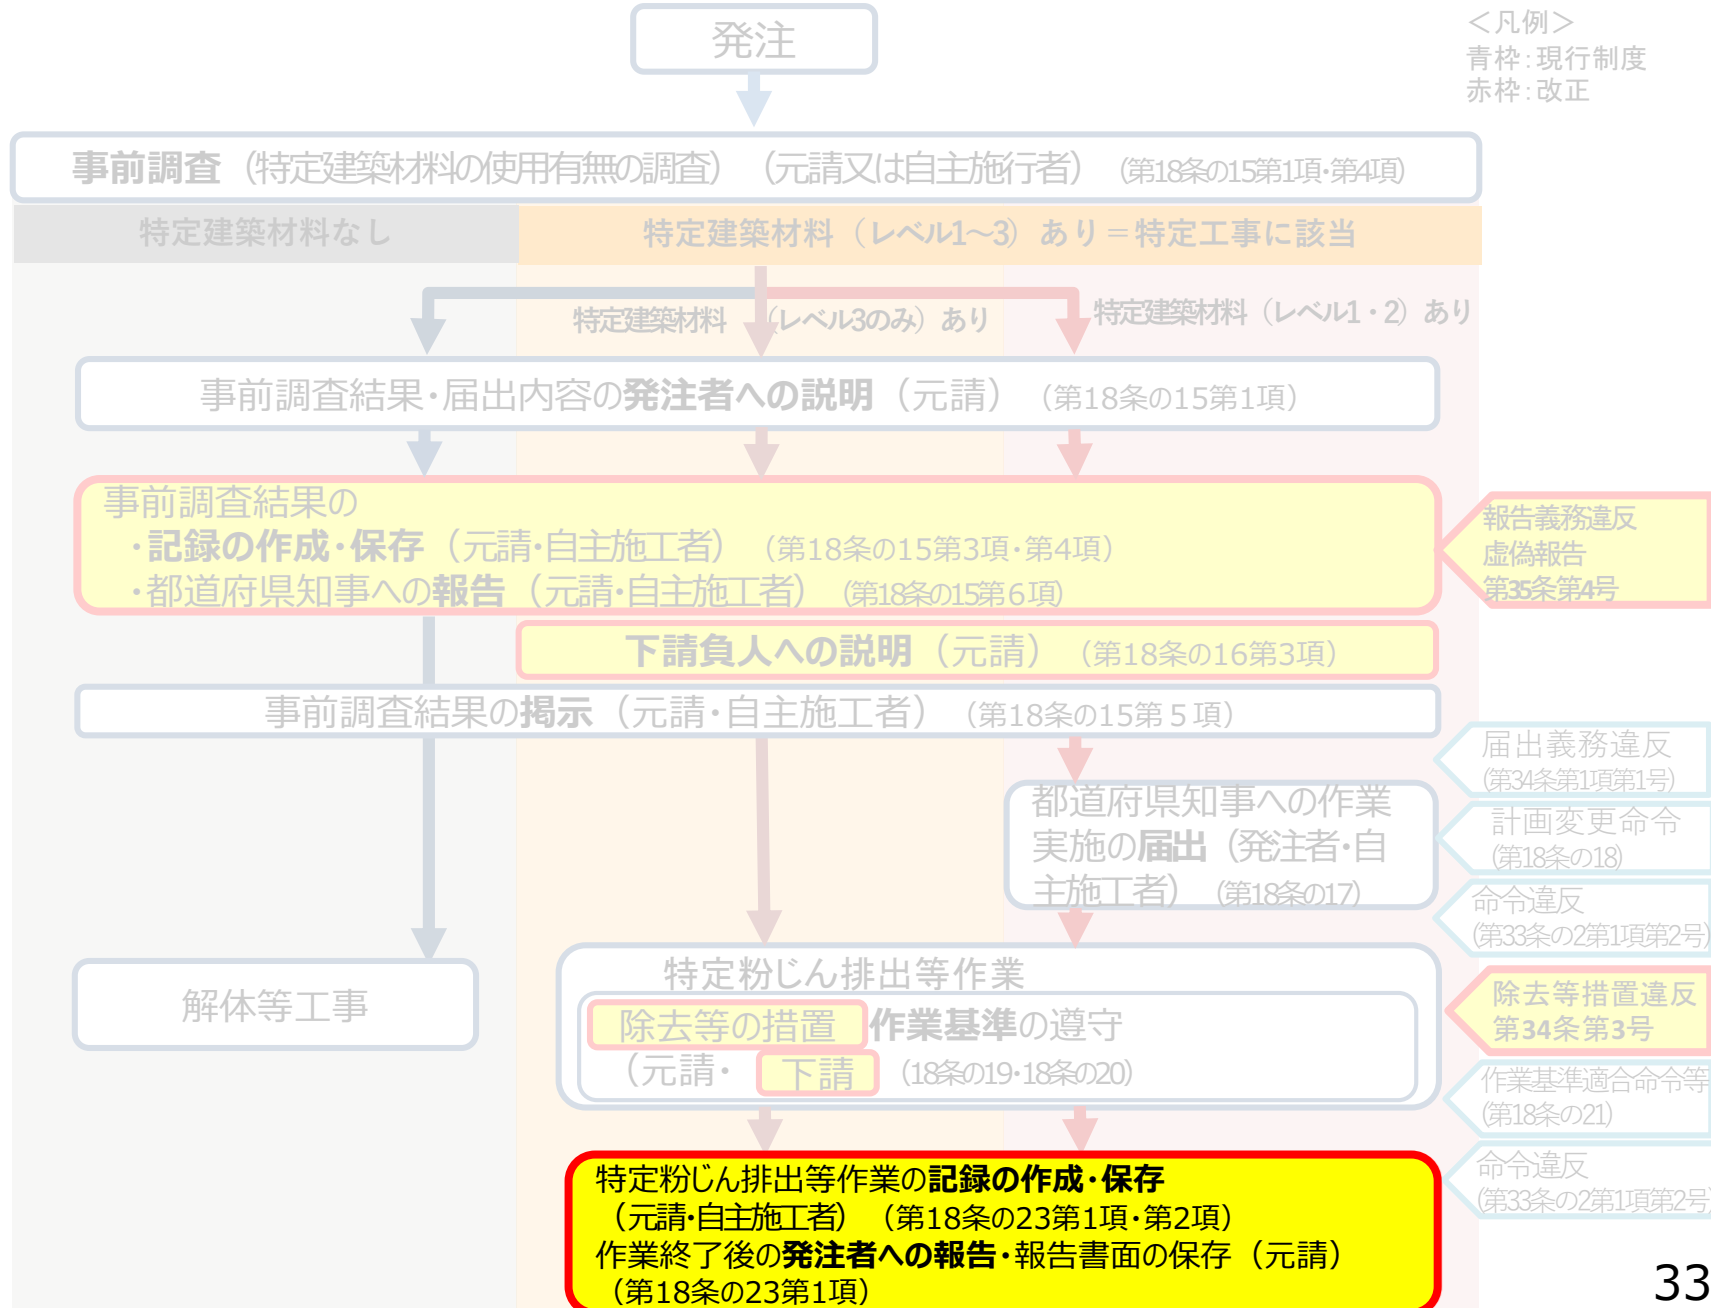 発注
＜凡例＞
青枠：現行制度
赤枠：改正
事前調査（特定建築材料の使用有無の調査）（元請又は自主施行者）（第18条の15第1項・第4項）
特定建築材料なし
特定建築材料（レベル1～3）あり＝特定工事に該当
特定建築材料　（レベル3のみ）あり
特定建築材料（レベル1・2）あり
事前調査結果・届出内容の発注者への説明（元請）（第18条の15第1項）
事前調査結果の
・記録の作成・保存（元請・自主施工者）（第18条の15第3項・第4項）
・都道府県知事への報告（元請・自主施工者）（第18条の15第６項）
報告義務違反
虚偽報告
第35条第4号
下請負人への説明（元請）（第18条の16第3項）
事前調査結果の掲示（元請・自主施工者）（第18条の15第５項）
都道府県知事への作業
実施の届出（発注者・自
主施工者）（第18条の17）
届出義務違反
(第34条第1項第1号)
計画変更命令
(第18条の18)
命令違反
(第33条の2第1項第2号)
解体等工事
特定粉じん排出等作業
除去等の措置 作業基準の遵守
（元請・ 下請 （18条の19・18条の20）
除去等措置違反
第34条第3号
作業基準適合命令等
(第18条の21)
命令違反
(第33条の2第1項第2号)
特定粉じん排出等作業の記録の作成・保存
（元請・自主施工者）（第18条の23第1項・第2項）
作業終了後の発注者への報告・報告書面の保存（元請）
（第18条の23第1項）
33